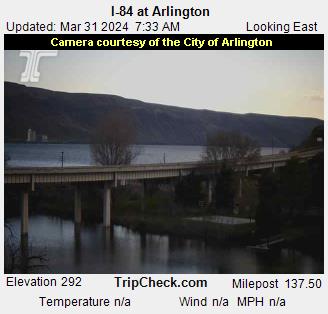 I-84 at Arlington
Updated: Mar 31 2024 7:33 AM Looking East
Camera courtesy of the City of Arlington
Elevation 292 TripCheck.com Milepost 137.50
Temperature n/a Wind n/a MPH n/a